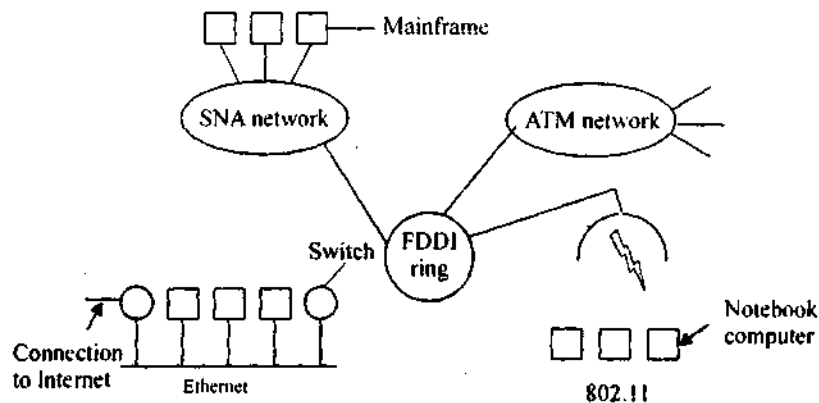 Mainframe
SNA network
ATM network
FDDI
ring
Switch
Notebook
computer
Connection
to Internet
Ethernet
802.11